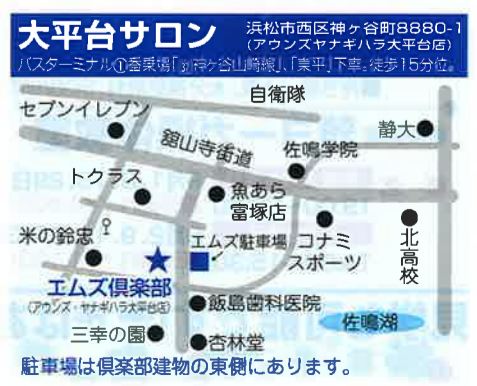 大平台サロン
浜松市西区神ヶ谷町8880-1
(アウンズヤナギハラ大平台店)
バスターミナル①番乗場「31神ヶ谷山崎線」、「東平」下車。徒歩15分位。
自衛隊
セブンイレブン
静大
舘山寺街道
佐鳴学院
トクラス
魚あら
富塚店
米の鈴忠
エムズ駐車場
コナミ
スポーツ
北高校
エムズ倶楽部
(アウンズ・ヤナギハラ大平台店)
飯島歯科医院
佐鳴湖
三幸の園
杏林堂
駐車場は倶楽部建物の東側にあります。